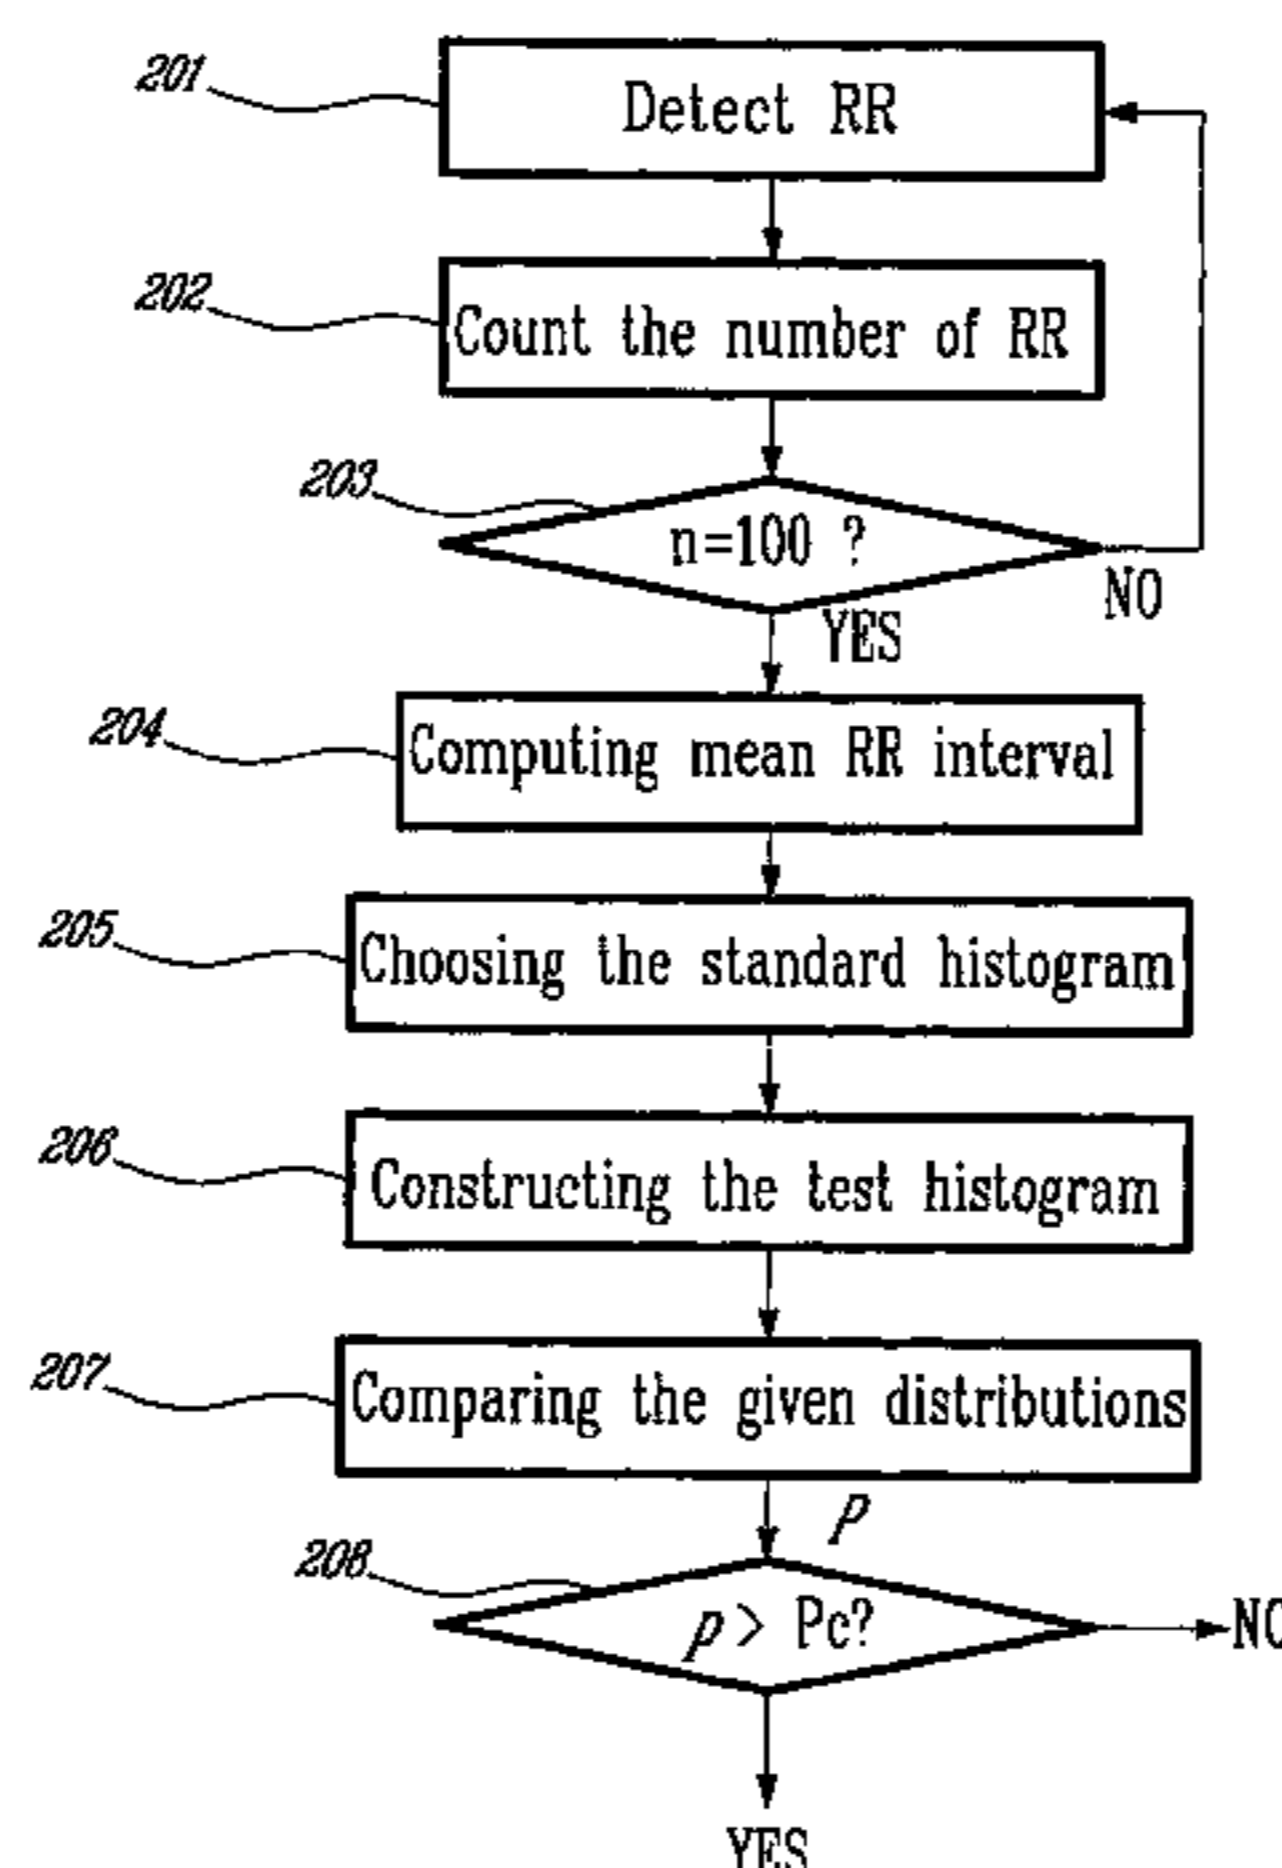 201
Detect RR
202
Count the number of RR
203
n=100 ?
NO
YES
204
Computing mean RR interval
205
Choosing the standard histogram
206
Constructing the test histogram
207
Comparing the given distributions
p
208
p > Pc?
NO
YES